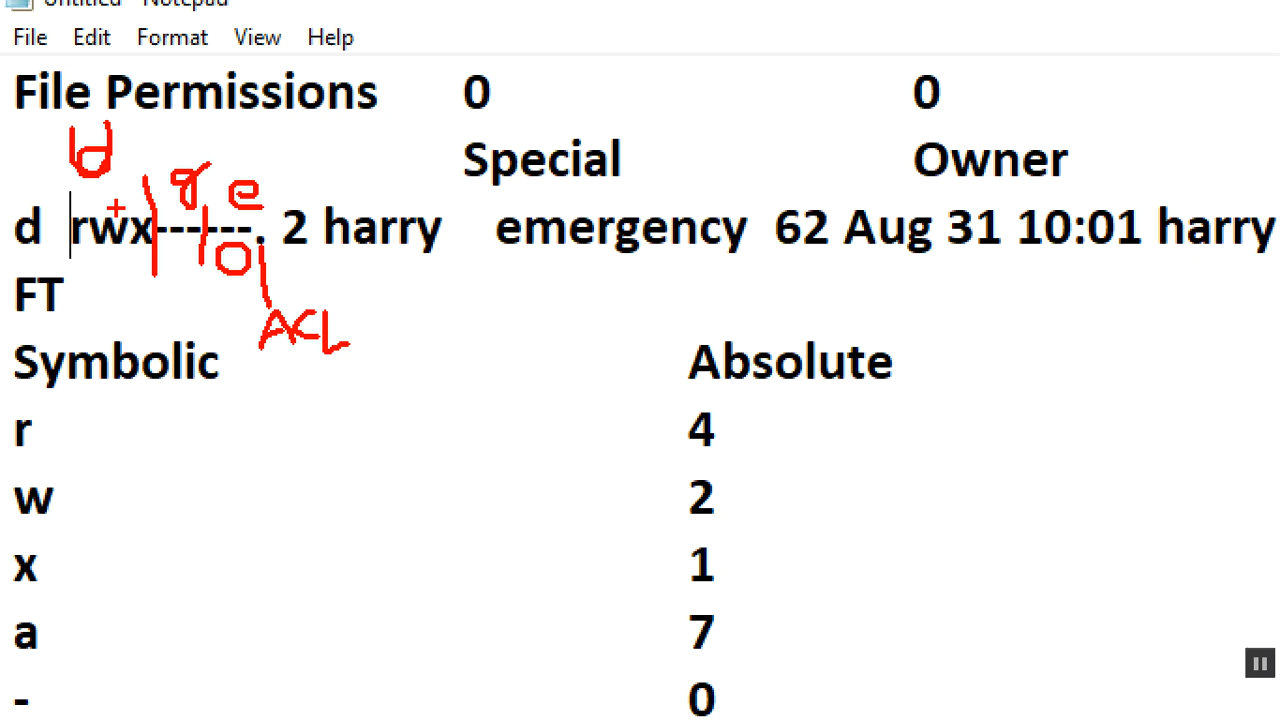 Untitled - Notepad
File Edit Format View Help
File Permissions 0 0
Special Owner
g e
d rwx------. 2 harry emergency 62 Aug 31 10:01 harry
o
FT
ACL
Symbolic Absolute
r 4
w 2
x 1
a 7
- 0